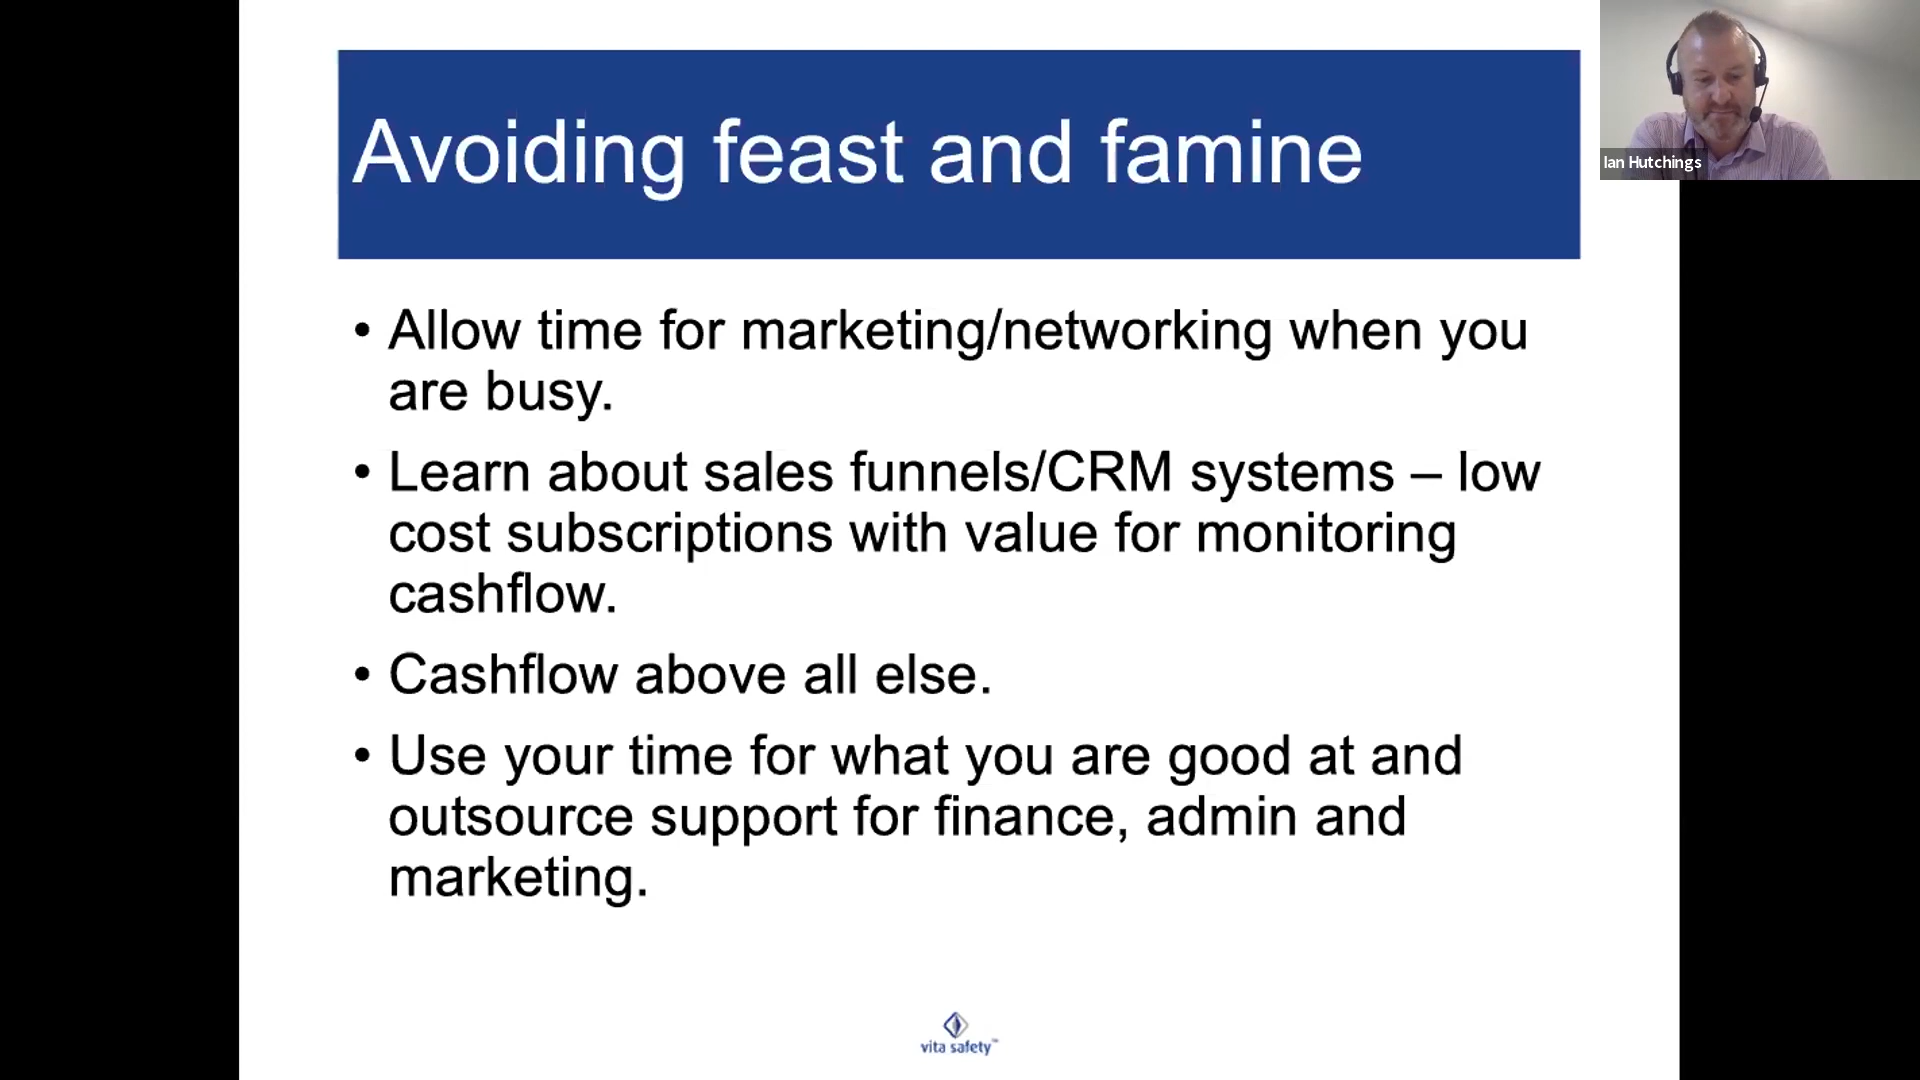 Avoiding feast and famine
Ian Hutchings
• Allow time for marketing/networking when you
are busy.
• Learn about sales funnels/CRM systems – low
cost subscriptions with value for monitoring
cashflow.
• Cashflow above all else.
• Use your time for what you are good at and
outsource support for finance, admin and
marketing.
vita safety™